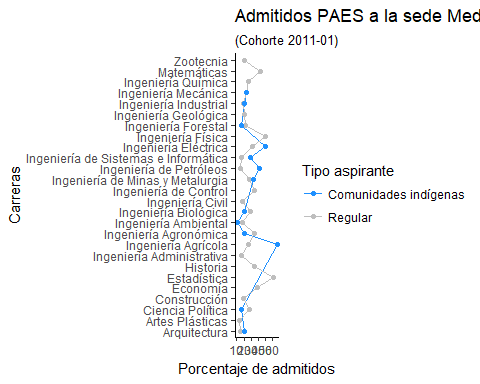 Admitidos PAES a la sede Med
(Cohorte 2011-01)
Carreras
Zootecnia
Matemáticas
Ingeniería Química
Ingeniería Mecánica
Ingeniería Industrial
Ingeniería Geológica
Ingeniería Forestal
Ingeniería Física
Ingeniería Eléctrica
Ingeniería de Sistemas e Informática
Ingeniería de Petróleos
Ingeniería de Minas y Metalurgia
Ingeniería de Control
Ingeniería Civil
Ingeniería Biológica
Ingeniería Ambiental
Ingeniería Agronómica
Ingeniería Agrícola
Ingeniería Administrativa
Historia
Estadística
Economía
Construcción
Ciencia Política
Artes Plásticas
Arquitectura
Porcentaje de admitidos
Tipo aspirante
Comunidades indígenas
Regular